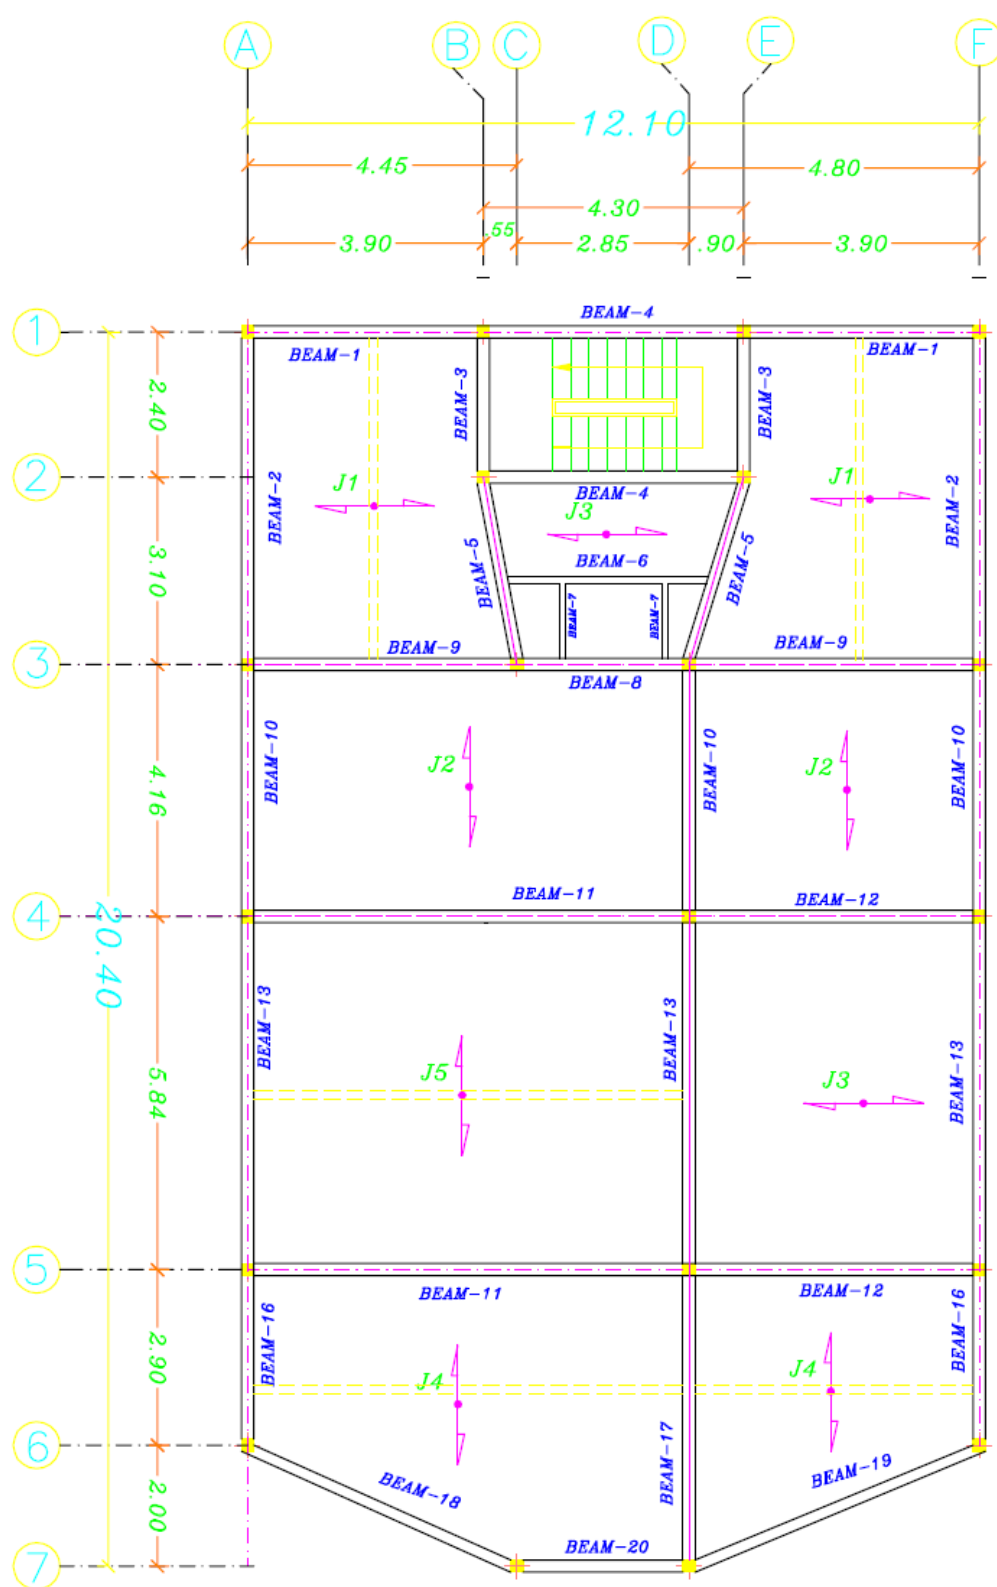 A B C D E F
12.10
4.45 4.80
4.30
3.90 .55 2.85 .90 3.90
1 BEAM-4
BEAM-1 BEAM-1
2.40 BEAM-3 BEAM-3
2 J1 J1
BEAM-4
BEAM-2 J3 BEAM-2
3.10 BEAM-5 BEAM-6 BEAM-5
BEAM-7 BEAM-7
BEAM-9 BEAM-9
3 BEAM-8
BEAM-10 BEAM-10 BEAM-10
4.16 J2 J2
BEAM-11 BEAM-12
4
20.40
BEAM-13 BEAM-13 BEAM-13
5.84 J5 J3
5
BEAM-11 BEAM-12
BEAM-16 BEAM-16
2.90 J4 J4
6
BEAM-18 BEAM-17 BEAM-19
2.00
BEAM-20
7